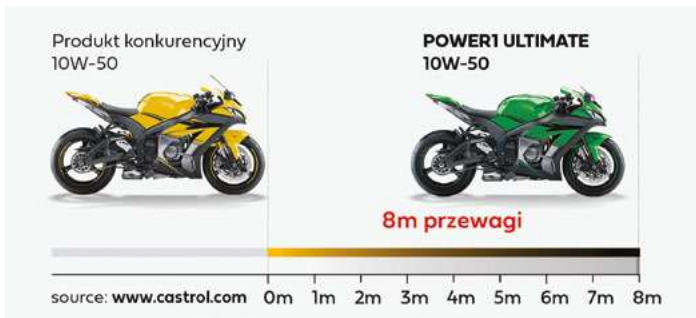 Produkt konkurencyjny
10W-50
POWER1 ULTIMATE
10W-50
8m przewagi
0m 1m 2m 3m 4m 5m 6m 7m 8m
source: www.castrol.com